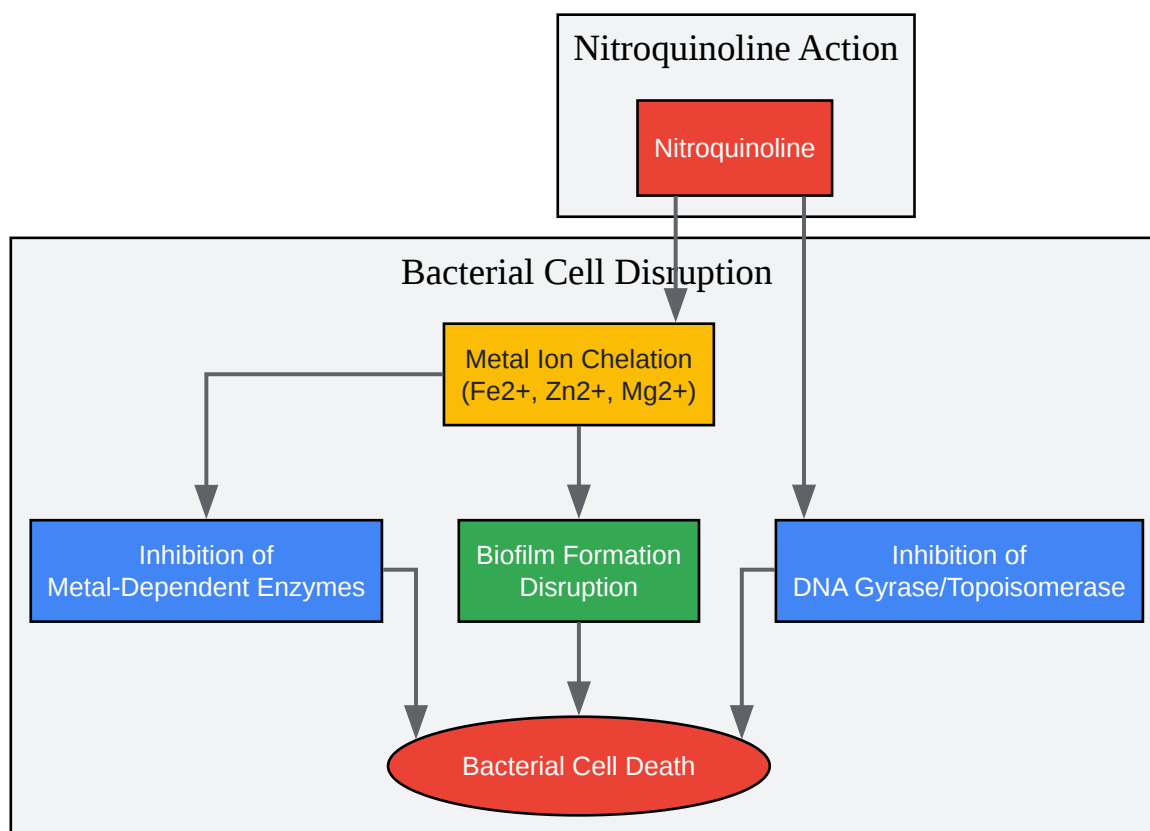 Nitroquinoline Action
Nitroquinoline
Bacterial Cell Disruption
Metal Ion Chelation
(Fe2+, Zn2+, Mg2+)
Inhibition of
Metal-Dependent Enzymes
Biofilm Formation
Disruption
Inhibition of
DNA Gyrase/Topoisomerase
Bacterial Cell Death